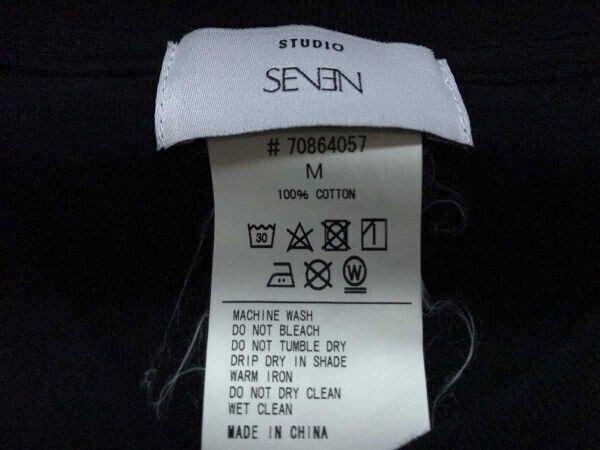 STUDIO
SEVEN
# 70864057
M
100% COTTON
30
W
MACHINE WASH
DO NOT BLEACH
DO NOT TUMBLE DRY
DRIP DRY IN SHADE
WARM IRON
DO NOT DRY CLEAN
WET CLEAN
MADE IN CHINA